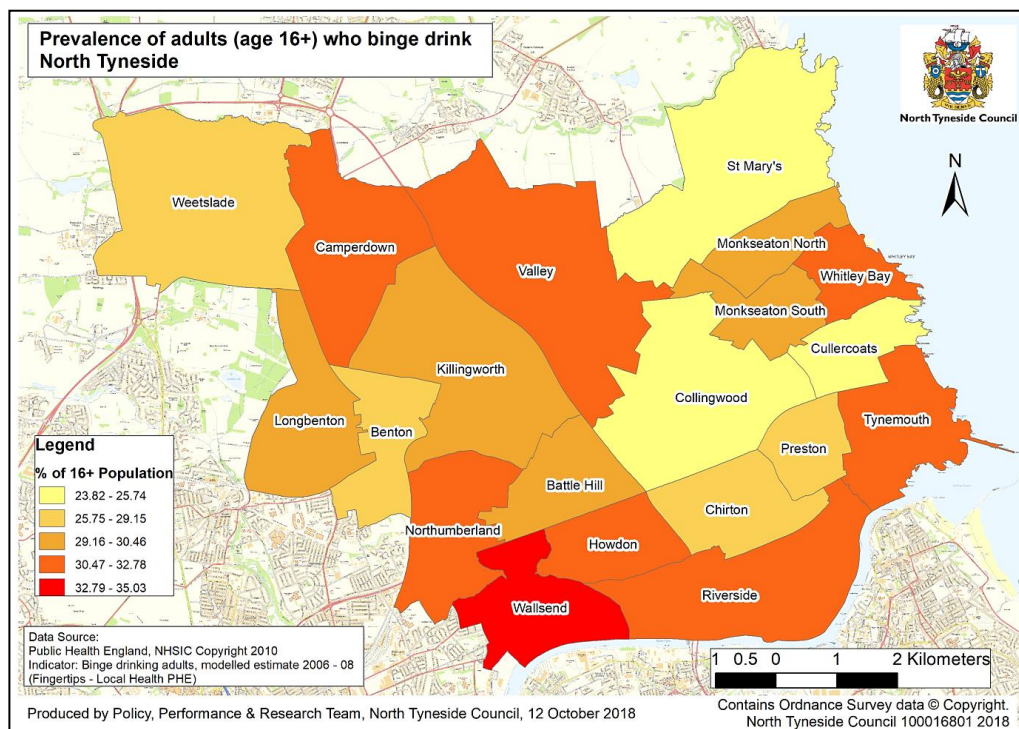 Prevalence of adults (age 16+) who binge drink
North Tyneside
North Tyneside Council
N
St Mary's
Weetslade
Monkseaton North
Camperdown
Valley
Whitley Bay
Monkseaton South
Cullercoats
Killingworth
Collingwood
Longbenton
Benton
Tynemouth
Preston
Battle Hill
Chirton
Northumberland
Howdon
Riverside
Wallsend
Legend
% of 16+ Population
23.82 - 25.74
25.75 - 29.15
29.16 - 30.46
30.47 - 32.78
32.79 - 35.03
Data Source:
Public Health England, NHSIC Copyright 2010
Indicator: Binge drinking adults, modelled estimate 2006 - 08
(Fingertips - Local Health PHE)
1 0.5 0 1 2 Kilometers
Produced by Policy, Performance & Research Team, North Tyneside Council, 12 October 2018
Contains Ordnance Survey data © Copyright.
North Tyneside Council 100016801 2018